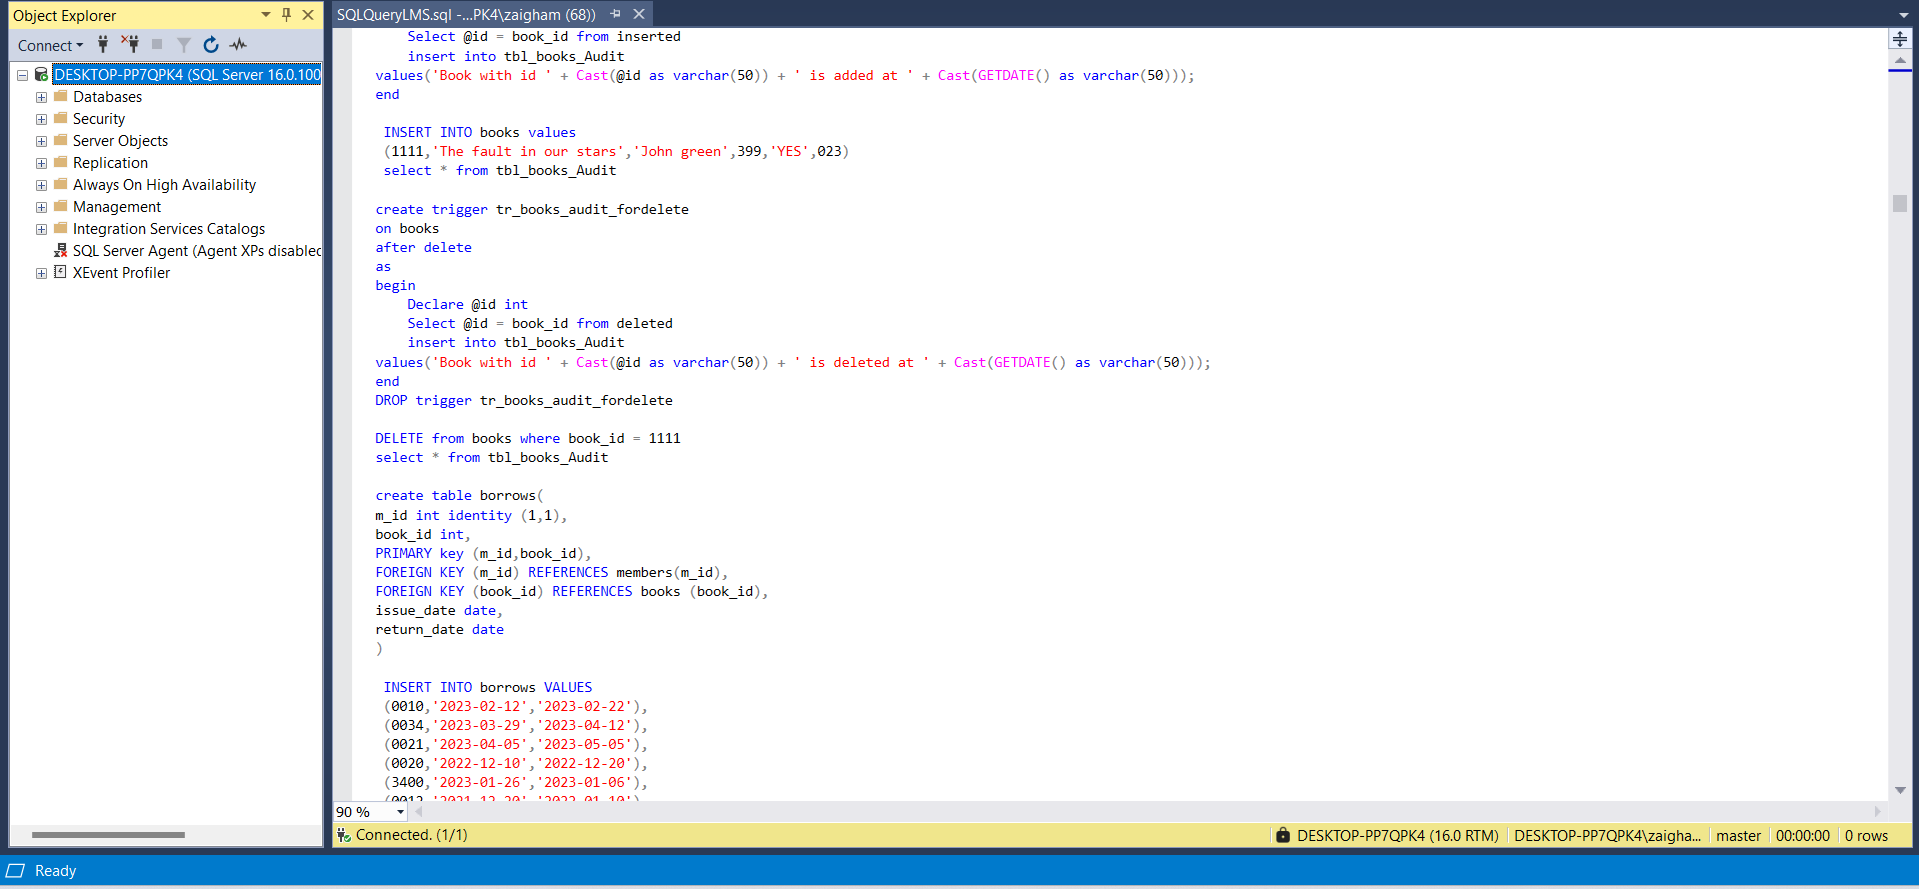 Object Explorer
Connect
DESKTOP-PP7QPK4 (SQL Server 16.0.100
Databases
Security
Server Objects
Replication
Always On High Availability
Management
Integration Services Catalogs
SQL Server Agent (Agent XPs disabled
XEvent Profiler
SQLQueryLMS.sql -...PK4\zaigham (68))
Select @id = book_id from inserted
insert into tbl_books_Audit
values('Book with id ' + Cast(@id as varchar(50)) + ' is added at ' + Cast(GETDATE() as varchar(50)));
end
INSERT INTO books values
(1111,'The fault in our stars','John green',399,'YES',023)
select * from tbl_books_Audit
create trigger tr_books_audit_fordelete
on books
after delete
as
begin
Declare @id int
Select @id = book_id from deleted
insert into tbl_books_Audit
values('Book with id ' + Cast(@id as varchar(50)) + ' is deleted at ' + Cast(GETDATE() as varchar(50)));
end
DROP trigger tr_books_audit_fordelete
DELETE from books where book_id = 1111
select * from tbl_books_Audit
create table borrows(
m_id int identity (1,1),
book_id int,
PRIMARY key (m_id,book_id),
FOREIGN KEY (m_id) REFERENCES members(m_id),
FOREIGN KEY (book_id) REFERENCES books (book_id),
issue_date date,
return_date date
)
INSERT INTO borrows VALUES
(0010,'2023-02-12','2023-02-22'),
(0034,'2023-03-29','2023-04-12'),
(0021,'2023-04-05','2023-05-05'),
(0020,'2022-12-10','2022-12-20'),
(3400,'2023-01-26','2023-01-06'),
(0012,'2021-12-20','2022-01-10')
90 %
Connected. (1/1)
DESKTOP-PP7QPK4 (16.0 RTM)
DESKTOP-PP7QPK4\zaigha...
master
00:00:00
0 rows
Ready